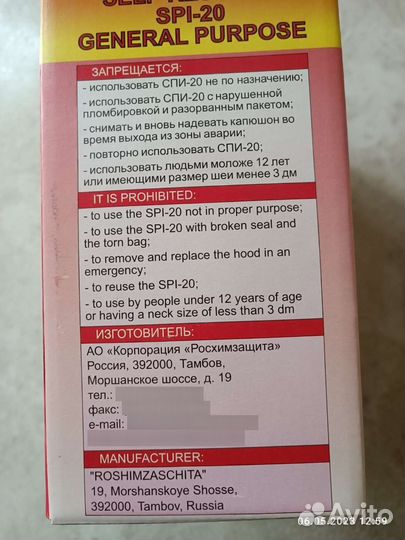 SPI-20
GENERAL PURPOSE
ЗАПРЕЩАЕТСЯ:
- использовать СПИ-20 не по назначению;
- использовать СПИ-20 с нарушенной
пломбировкой и разорванным пакетом;
- снимать и вновь надевать капюшон во
время выхода из зоны аварии;
- повторно использовать СПИ-20;
- использовать людьми моложе 12 лет
или имеющими размер шеи менее 3 дм
IT IS PROHIBITED:
- to use the SPI-20 not in proper purpose;
- to use the SPI-20 with broken seal and
the torn bag;
- to remove and replace the hood in an
emergency;
- to reuse the SPI-20;
- to use by people under 12 years of age
or having a neck size of less than 3 dm
ИЗГОТОВИТЕЛЬ:
АО «Корпорация «Росхимзащита»
Россия, 392000, Тамбов,
Моршанское шоссе, д. 19
тел.:
факс:
e-mail:
MANUFACTURER:
"ROSHIMZASCHITA"
19, Morshanskoye Shosse,
392000, Tambov, Russia
Avito
06.05.2023 12:59